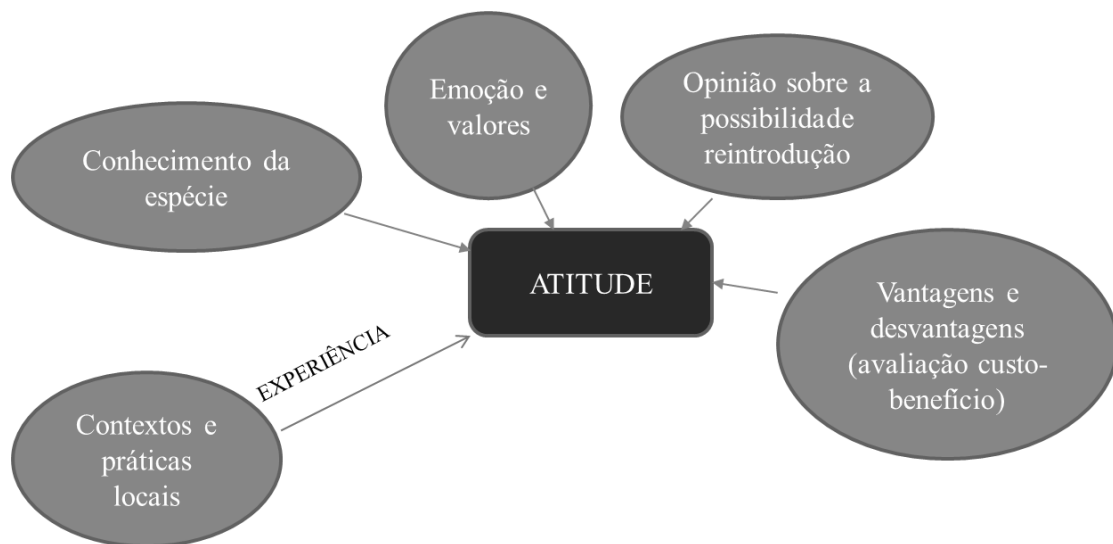 Emoção e
valores
Opinião sobre a
possibilidade
reintrodução
Conhecimento da
espécie
ATITUDE
Vantagens e
desvantagens
(avaliação custo-
benefício)
EXPERIÊNCIA
Contextos e
práticas
locais